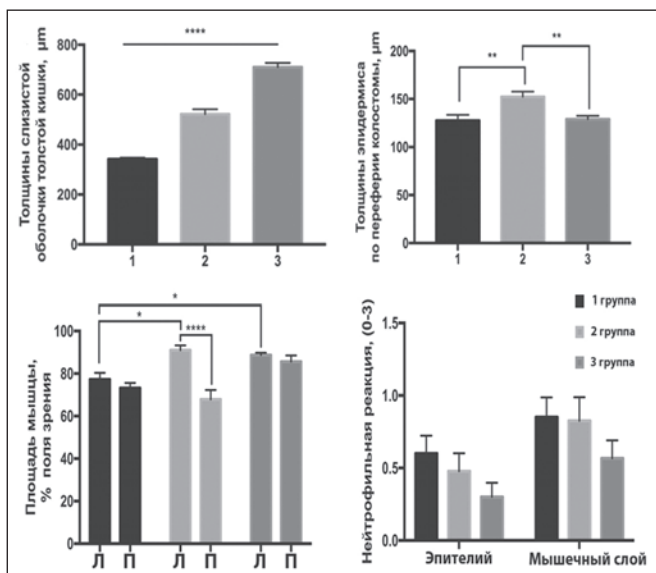 Толщины слизистой
оболочки толстой кишки, µm
800
600
400
200
0
****
1
2
3
Толщины эпидермиса
по переферии колостомы, µm
200
150
100
50
0
**
**
1
2
3
Площадь мышцы,
% поля зрения
100
80
60
40
20
0
*
*
****
Л
П
Л
П
Л
П
Нейтрофильная реакция, (0-3)
1.5
1.0
0.5
0.0
1 группа
2 группа
3 группа
Эпителий
Мышечный слой